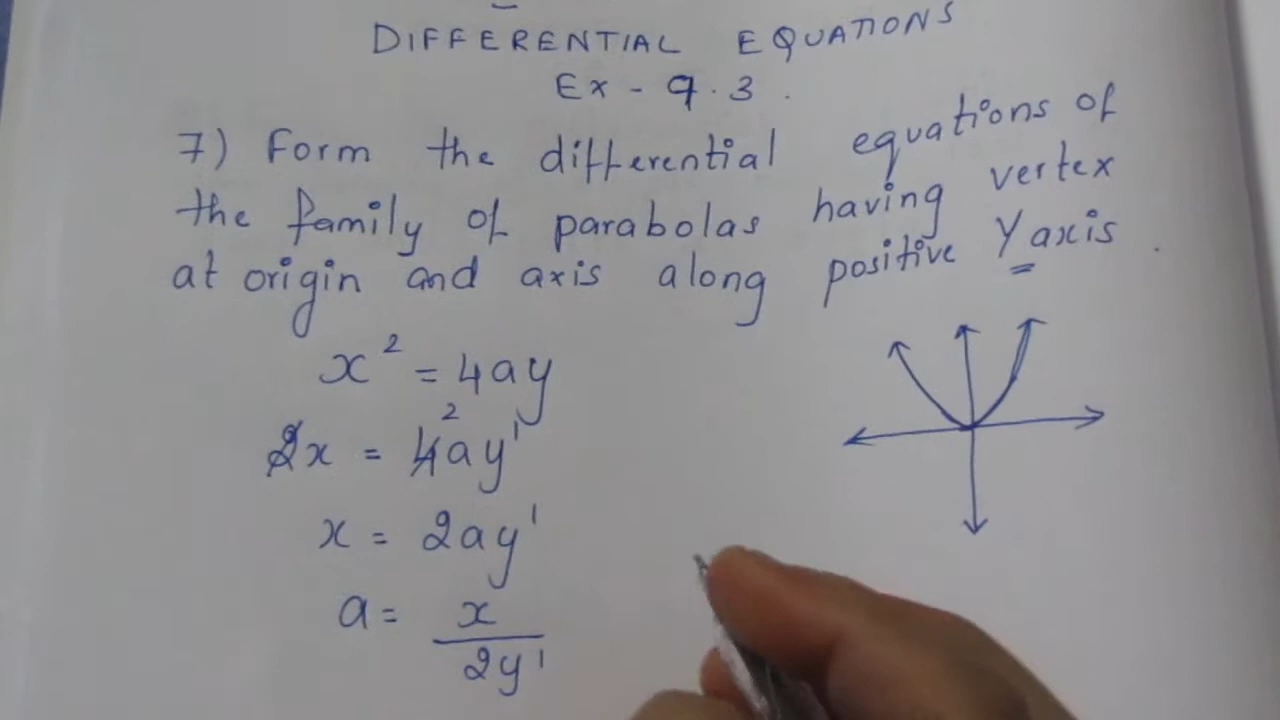 DIFFERENTIAL EQUATIONS
Ex - 9.3.
7) Form the differential equations of
the family of parabolas having vertex
at origin and axis along positive Y axis.
x² = 4ay
2x = 4ay' 2
x = 2ay'
a = x
2y'